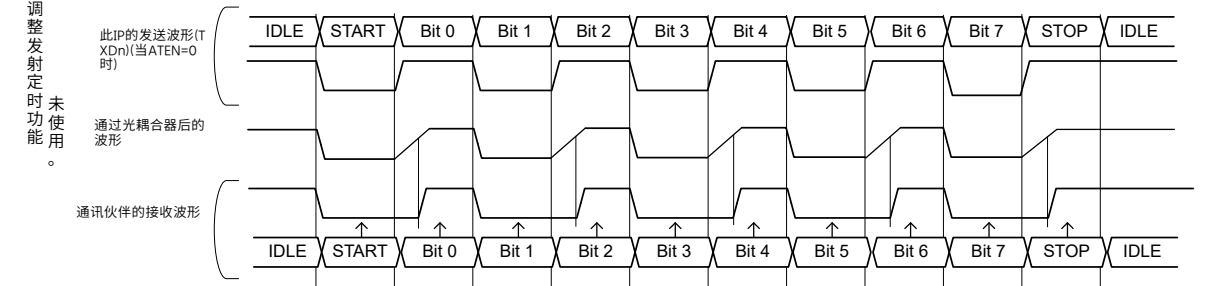 调整发射定时功能
未使用。
此IP的发送波形(T
XDn)(当ATEN=0
时)
IDLE START Bit 0 Bit 1 Bit 2 Bit 3 Bit 4 Bit 5 Bit 6 Bit 7 STOP IDLE
通过光耦合器后的
波形
通讯伙伴的接收波形
IDLE START Bit 0 Bit 1 Bit 2 Bit 3 Bit 4 Bit 5 Bit 6 Bit 7 STOP IDLE